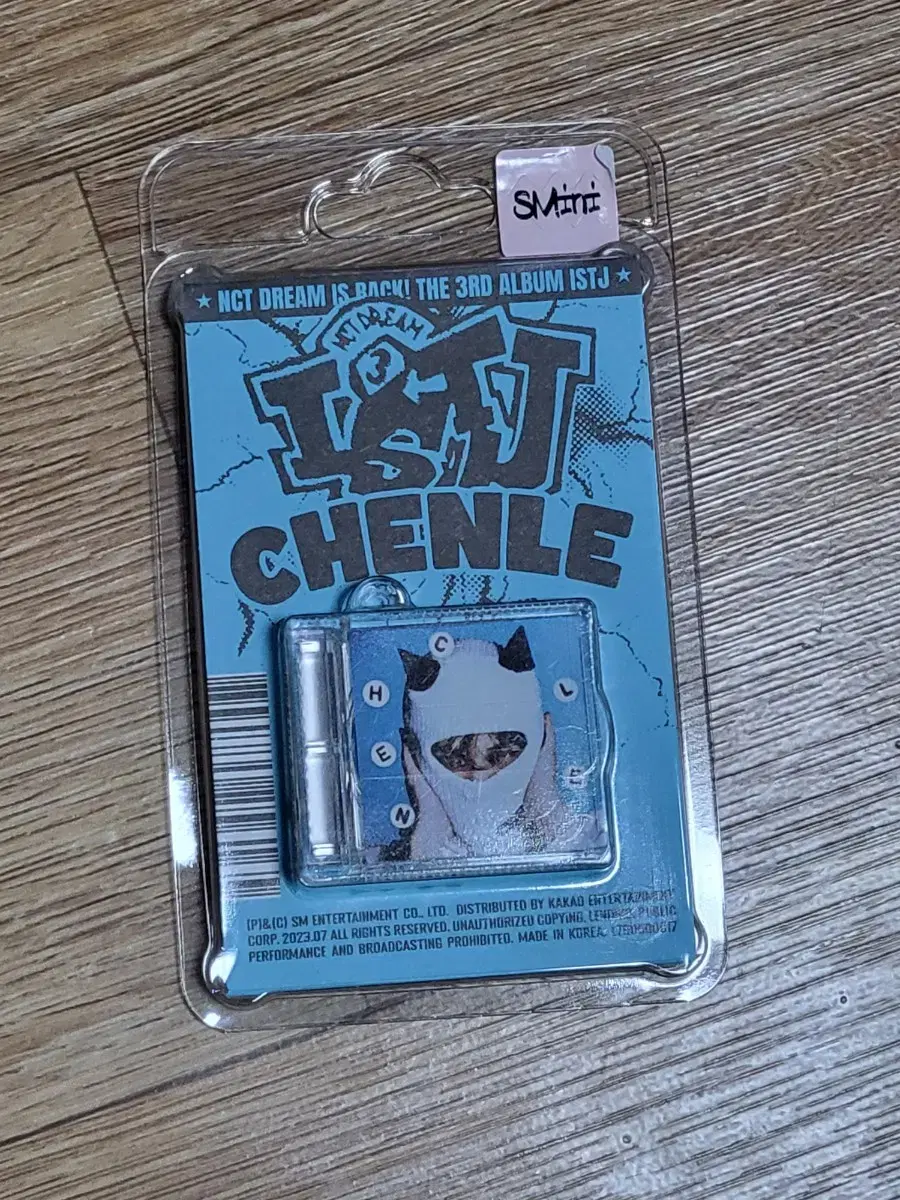 SMini
★ NCT DREAM IS BACK! THE 3RD ALBUM ISTJ ★
NCT DREAM
3
ISTJ
CHENLE
C
H
L
E
E
N
(P)&(C) SM ENTERTAINMENT CO., LTD. DISTRIBUTED BY KAKAO ENTERTAINMENT
CORP. 2023.07 ALL RIGHTS RESERVED. UNAUTHORIZED COPYING, LENDING, PUBLIC
PERFORMANCE AND BROADCASTING PROHIBITED. MADE IN KOREA.